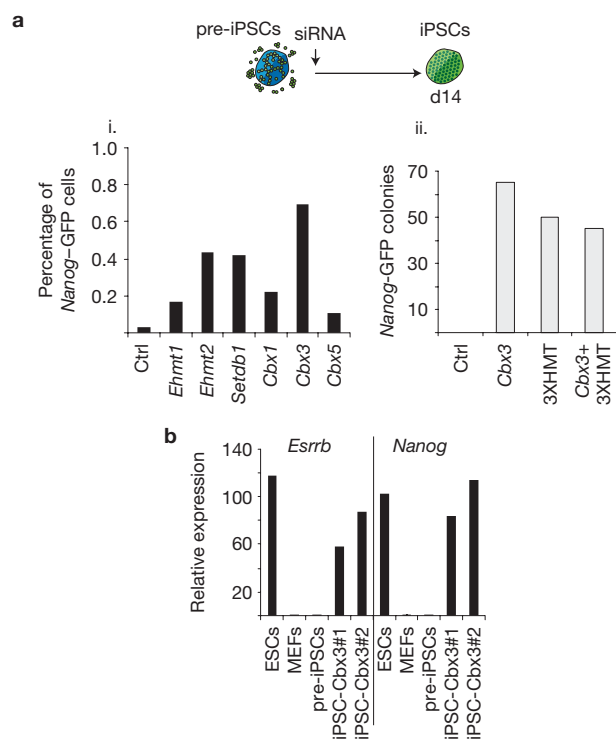 a
pre-iPSCs
siRNA
iPSCs
d14
i.
Percentage of
Nanog–GFP cells
1.0
0.8
0.6
0.4
0.2
Ctrl
Ehmt1
Ehmt2
Setdb1
Cbx1
Cbx3
Cbx5
ii.
Nanog-GFP colonies
70
50
30
10
Ctrl
Cbx3
3XHMT
Cbx3+
3XHMT
b
Relative expression
140
100
60
20
Esrrb
Nanog
ESCs
MEFs
pre-iPSCs
iPSC-Cbx3#1
iPSC-Cbx3#2
ESCs
MEFs
pre-iPSCs
iPSC-Cbx3#1
iPSC-Cbx3#2